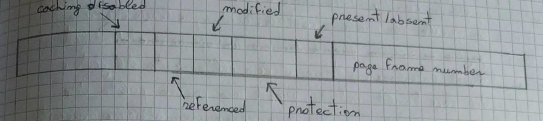 caching disabled
modified
present/absent
page frame number
referenced
protection